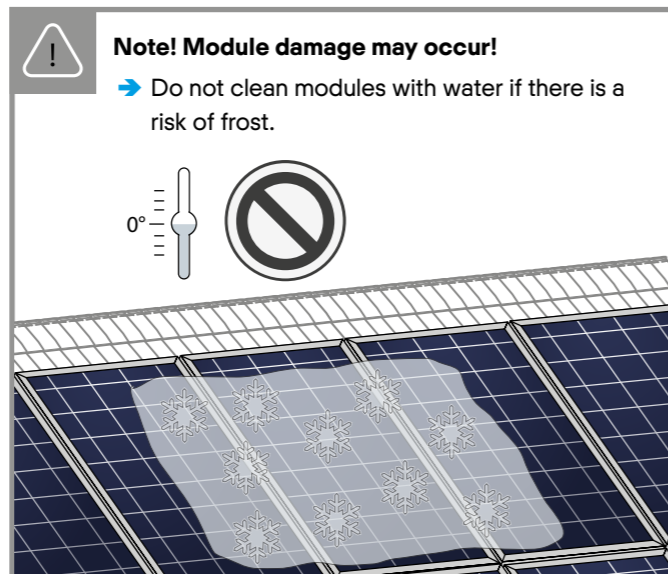 !
Note! Module damage may occur!
➔ Do not clean modules with water if there is a
risk of frost.
0°